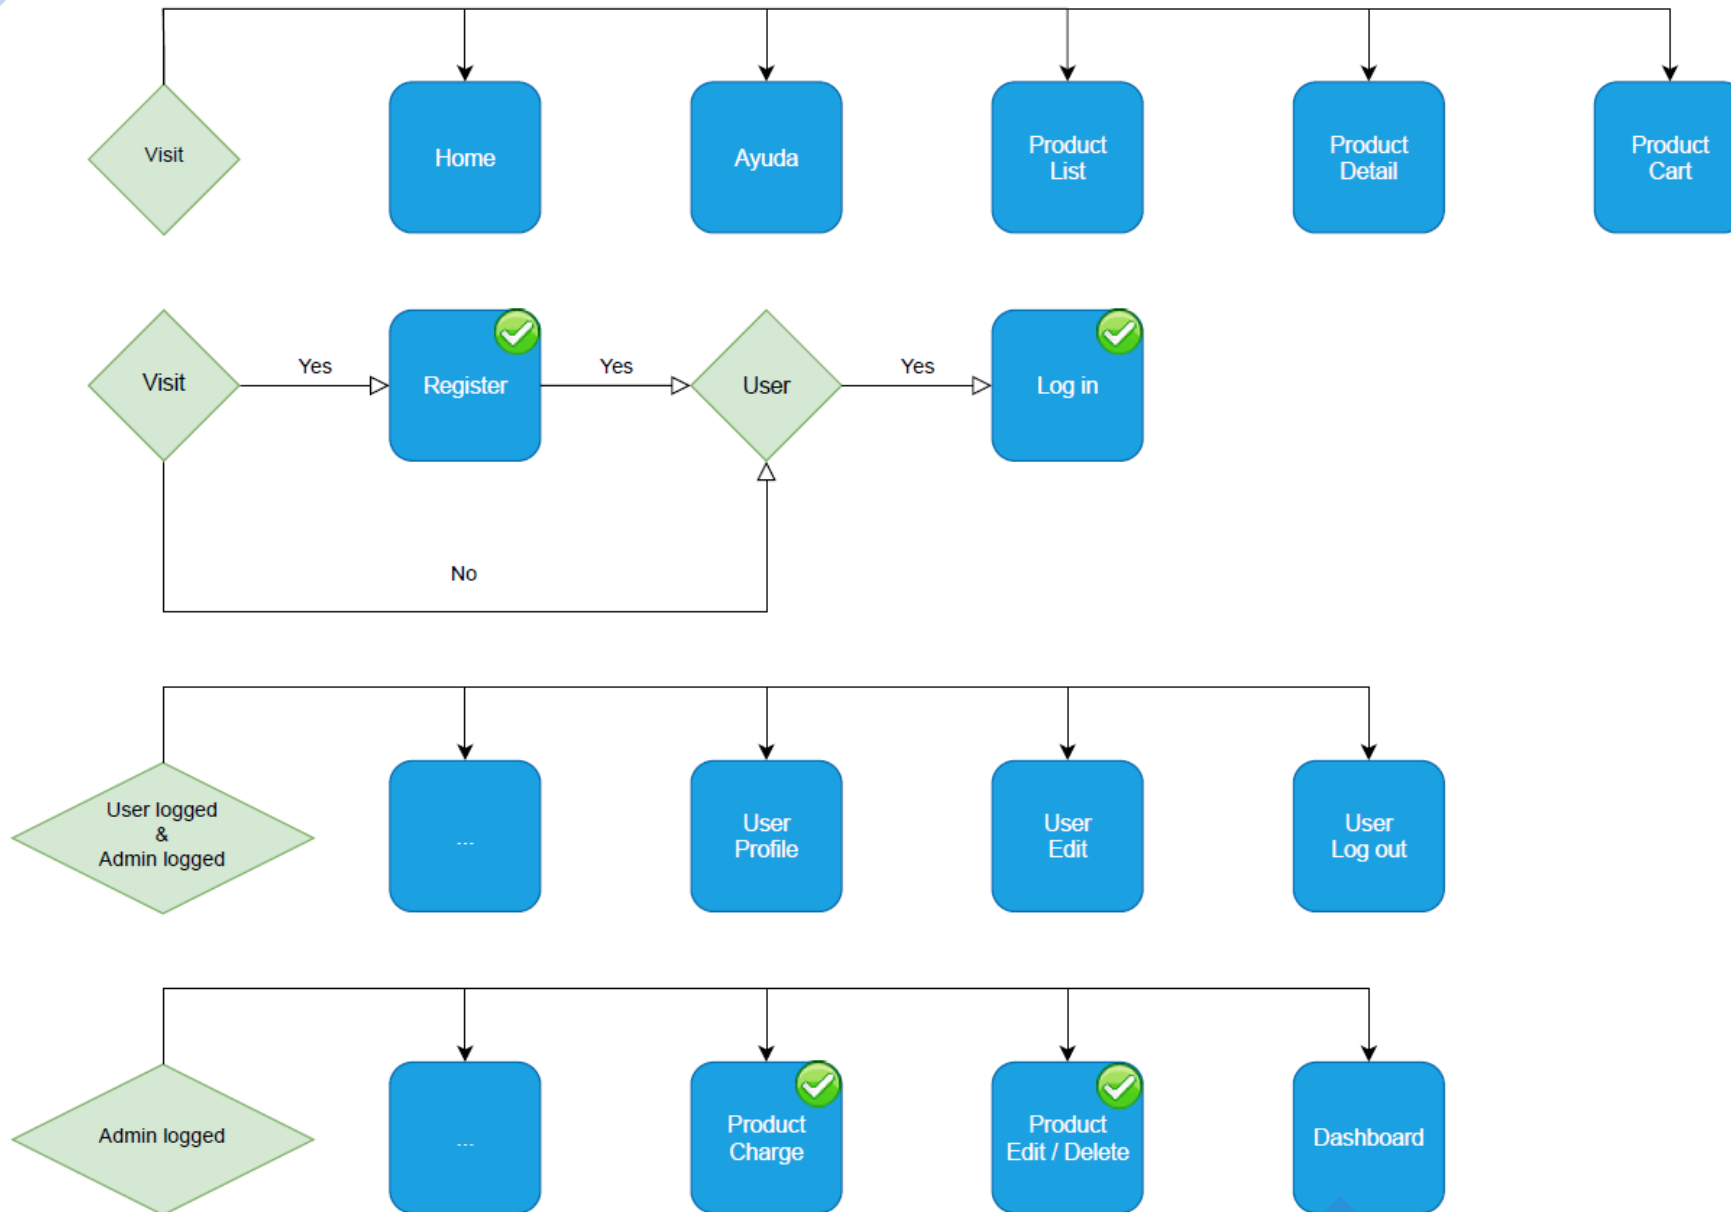 Visit
Home
Ayuda
Product
List
Product
Detail
Product
Cart
Visit
Yes
Register
Yes
User
Yes
Log in
No
User logged
&
Admin logged
...
User
Profile
User
Edit
User
Log out
Admin logged
...
Product
Charge
Product
Edit / Delete
Dashboard